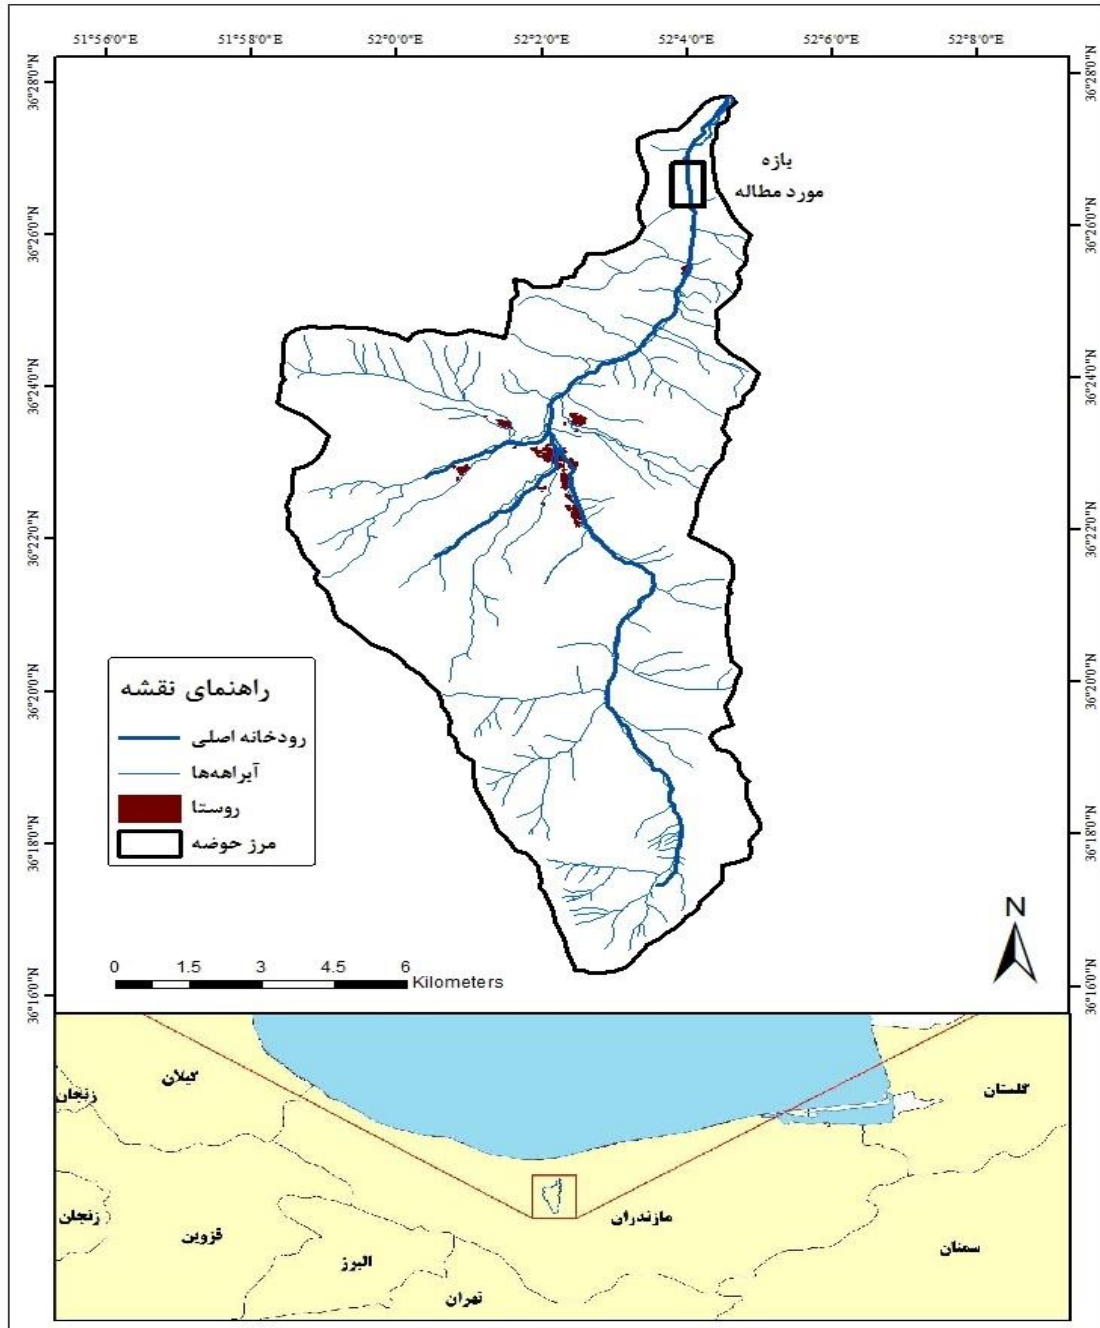 51°56'0"E 51°58'0"E 52°0'0"E 52°2'0"E 52°4'0"E 52°6'0"E 52°8'0"E
36°28'0"N
36°26'0"N
36°24'0"N
36°22'0"N
36°20'0"N
36°18'0"N
36°16'0"N
36°28'0"N
36°26'0"N
36°24'0"N
36°22'0"N
36°20'0"N
36°18'0"N
36°16'0"N
بازه
مورد مطاله
راهنمای نقشه
رودخانه اصلی
آبراهه‌ها
روستا
مرز حوضه
N
0 1.5 3 4.5 6
Kilometers
گیلان
زنجان
گلستان
زنجان
قزوین
مازندران
البرز
سمنان
تهران